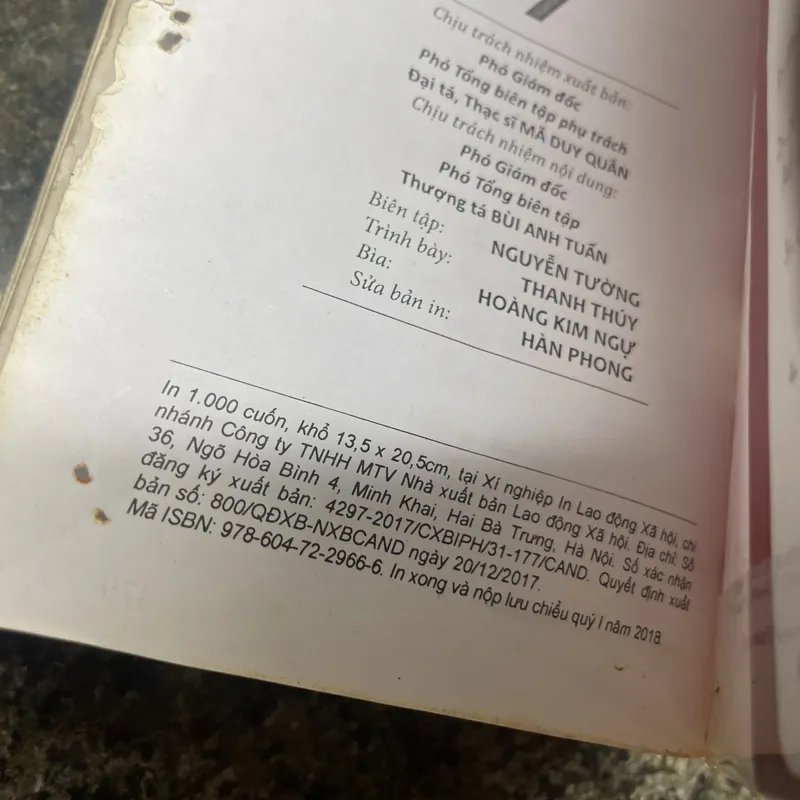 Chịu trách nhiệm xuất bản:
Phó Giám đốc
Phó Tổng biên tập phụ trách
Đại tá, Thạc sĩ MÃ DUY QUÂN
Chịu trách nhiệm nội dung:
Phó Giám đốc
Phó Tổng biên tập
Thượng tá BÙI ANH TUẤN
Biên tập: NGUYỄN TƯỜNG
Trình bày: THANH THÚY
Bìa: HOÀNG KIM NGỰ
Sửa bản in: HÀN PHONG
In 1.000 cuốn, khổ 13,5 x 20,5cm, tại Xí nghiệp In Lao động Xã hội, chi
nhánh Công ty TNHH MTV Nhà xuất bản Lao động Xã hội. Địa chỉ: Số
36, Ngõ Hòa Bình 4, Minh Khai, Hai Bà Trưng, Hà Nội. Số xác nhận
đăng ký xuất bản: 4297-2017/CXBIPH/31-177/CAND. Quyết định xuất
bản số: 800/QĐXB-NXBCAND ngày 20/12/2017.
Mã ISBN: 978-604-72-2966-6. In xong và nộp lưu chiểu quý I năm 2018.